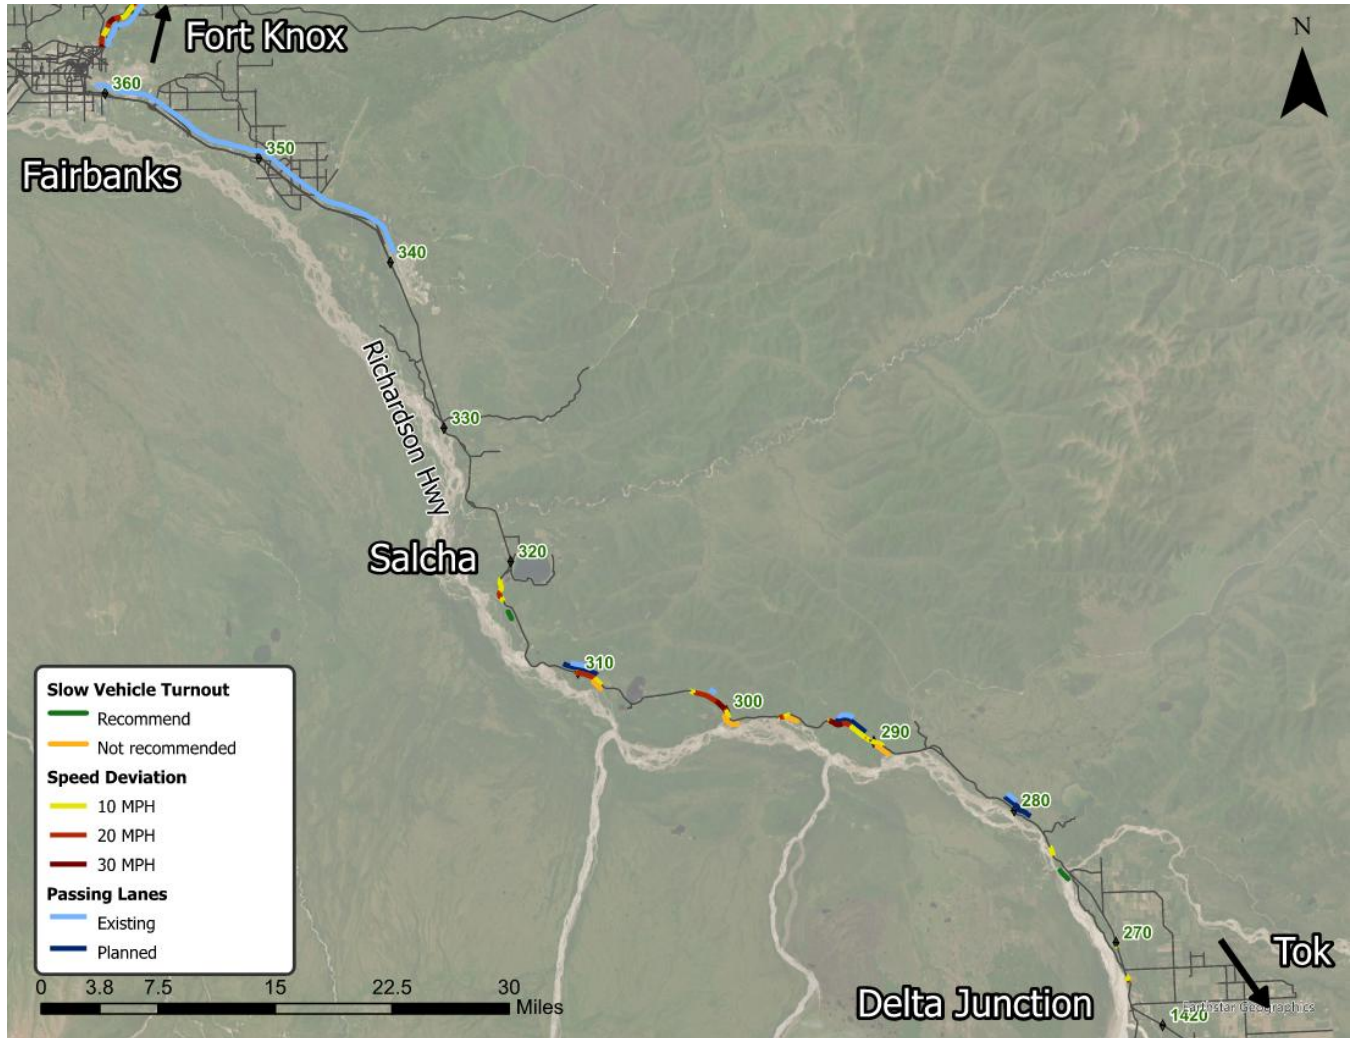 Fort Knox
N
360
Fairbanks
350
340
Richardson Hwy
330
Salcha
320
310
300
290
280
270
Tok
Delta Junction
Earthstar Geographics
1420
Slow Vehicle Turnout
Recommend
Not recommended
Speed Deviation
10 MPH
20 MPH
30 MPH
Passing Lanes
Existing
Planned
0 3.8 7.5 15 22.5 30
Miles